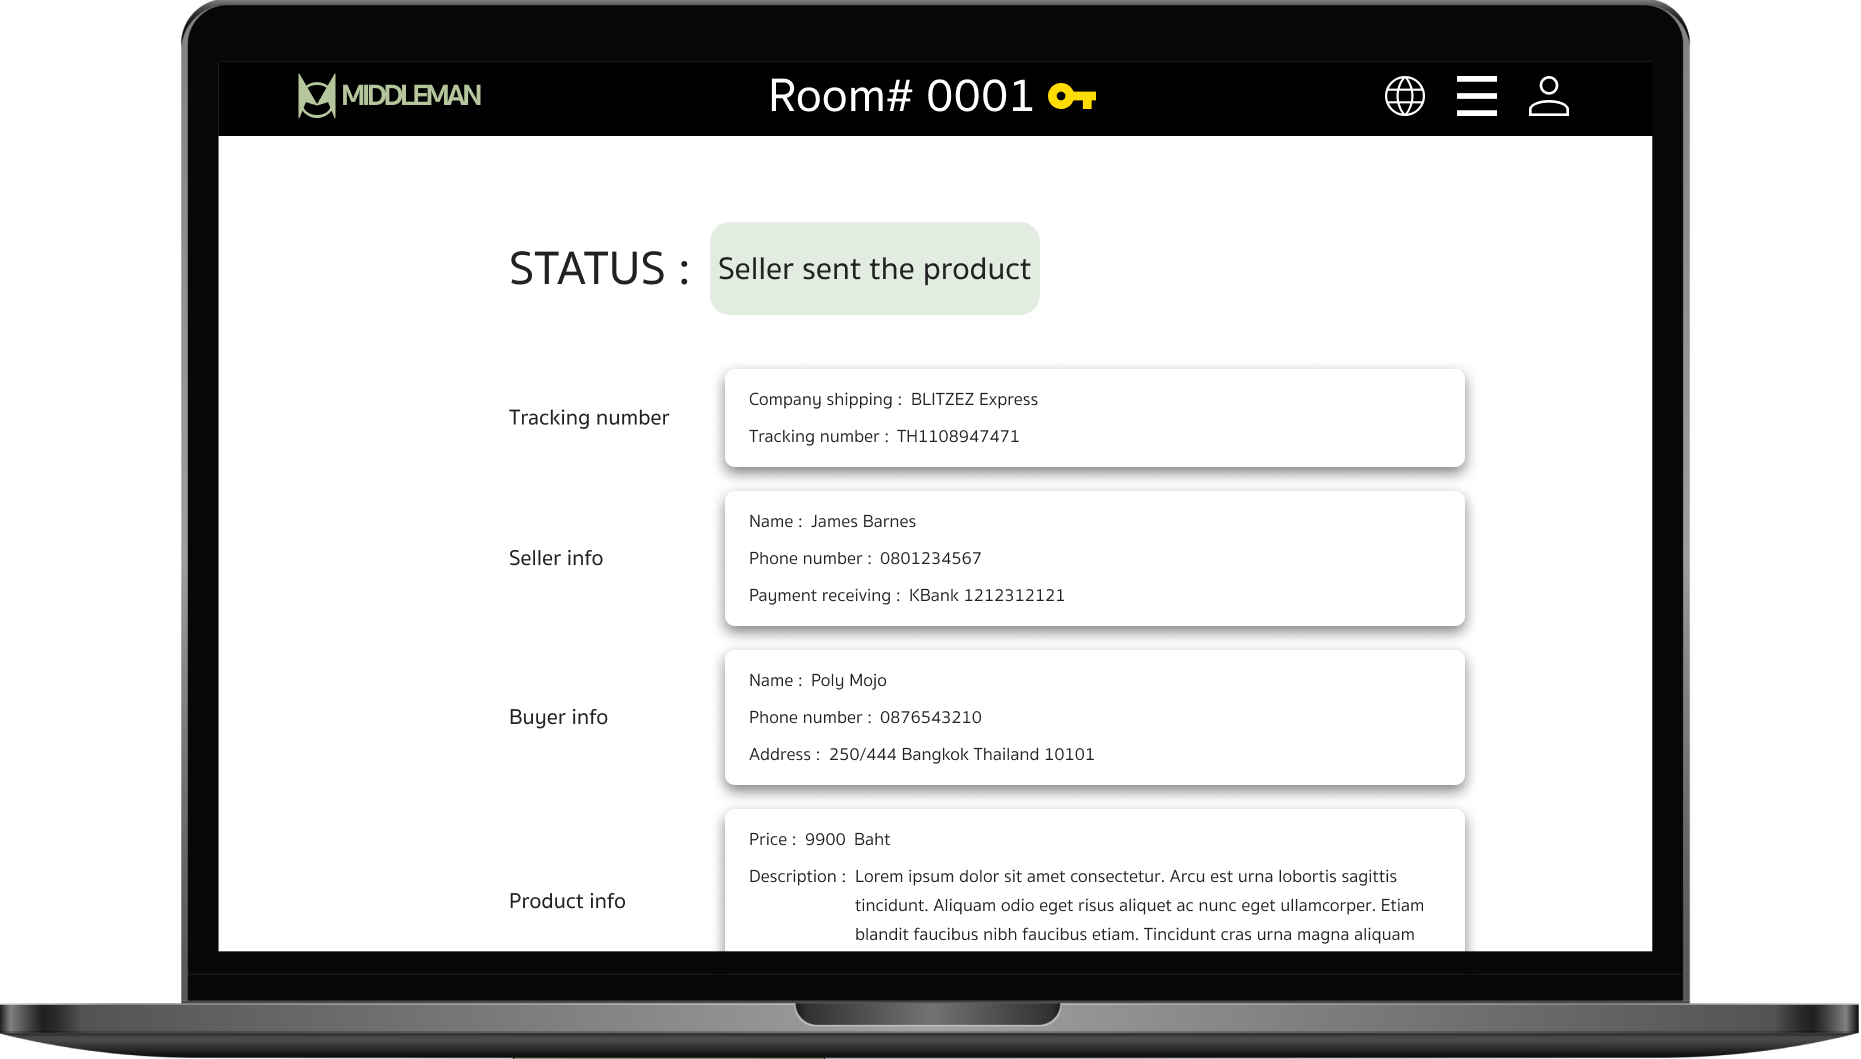 MIDDLEMAN
Room# 0001
STATUS : Seller sent the product
Tracking number
Company shipping : BLITZEZ Express
Tracking number : TH1108947471
Seller info
Name : James Barnes
Phone number : 0801234567
Payment receiving : KBank 1212312121
Buyer info
Name : Poly Mojo
Phone number : 0876543210
Address : 250/444 Bangkok Thailand 10101
Product info
Price : 9900 Baht
Description : Lorem ipsum dolor sit amet consectetur. Arcu est urna lobortis sagittis
tincidunt. Aliquam odio eget risus aliquet ac nunc eget ullamcorper. Etiam
blandit faucibus nibh faucibus etiam. Tincidunt cras urna magna aliquam